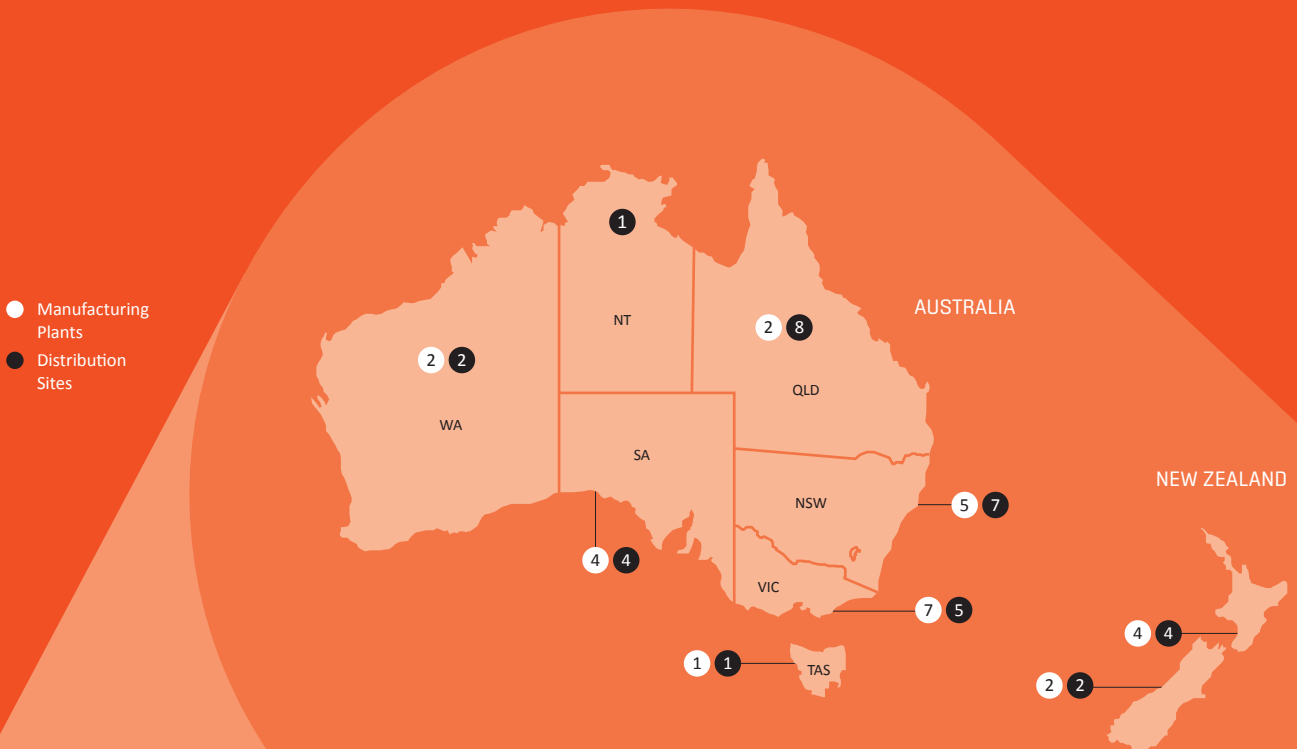 1
Manufacturing
Plants
Distribution
Sites
AUSTRALIA
NT
2 8
2 2
QLD
WA
SA
NEW ZEALAND
NSW
5 7
4 4
VIC
7 5
4 4
1 1
TAS
2 2